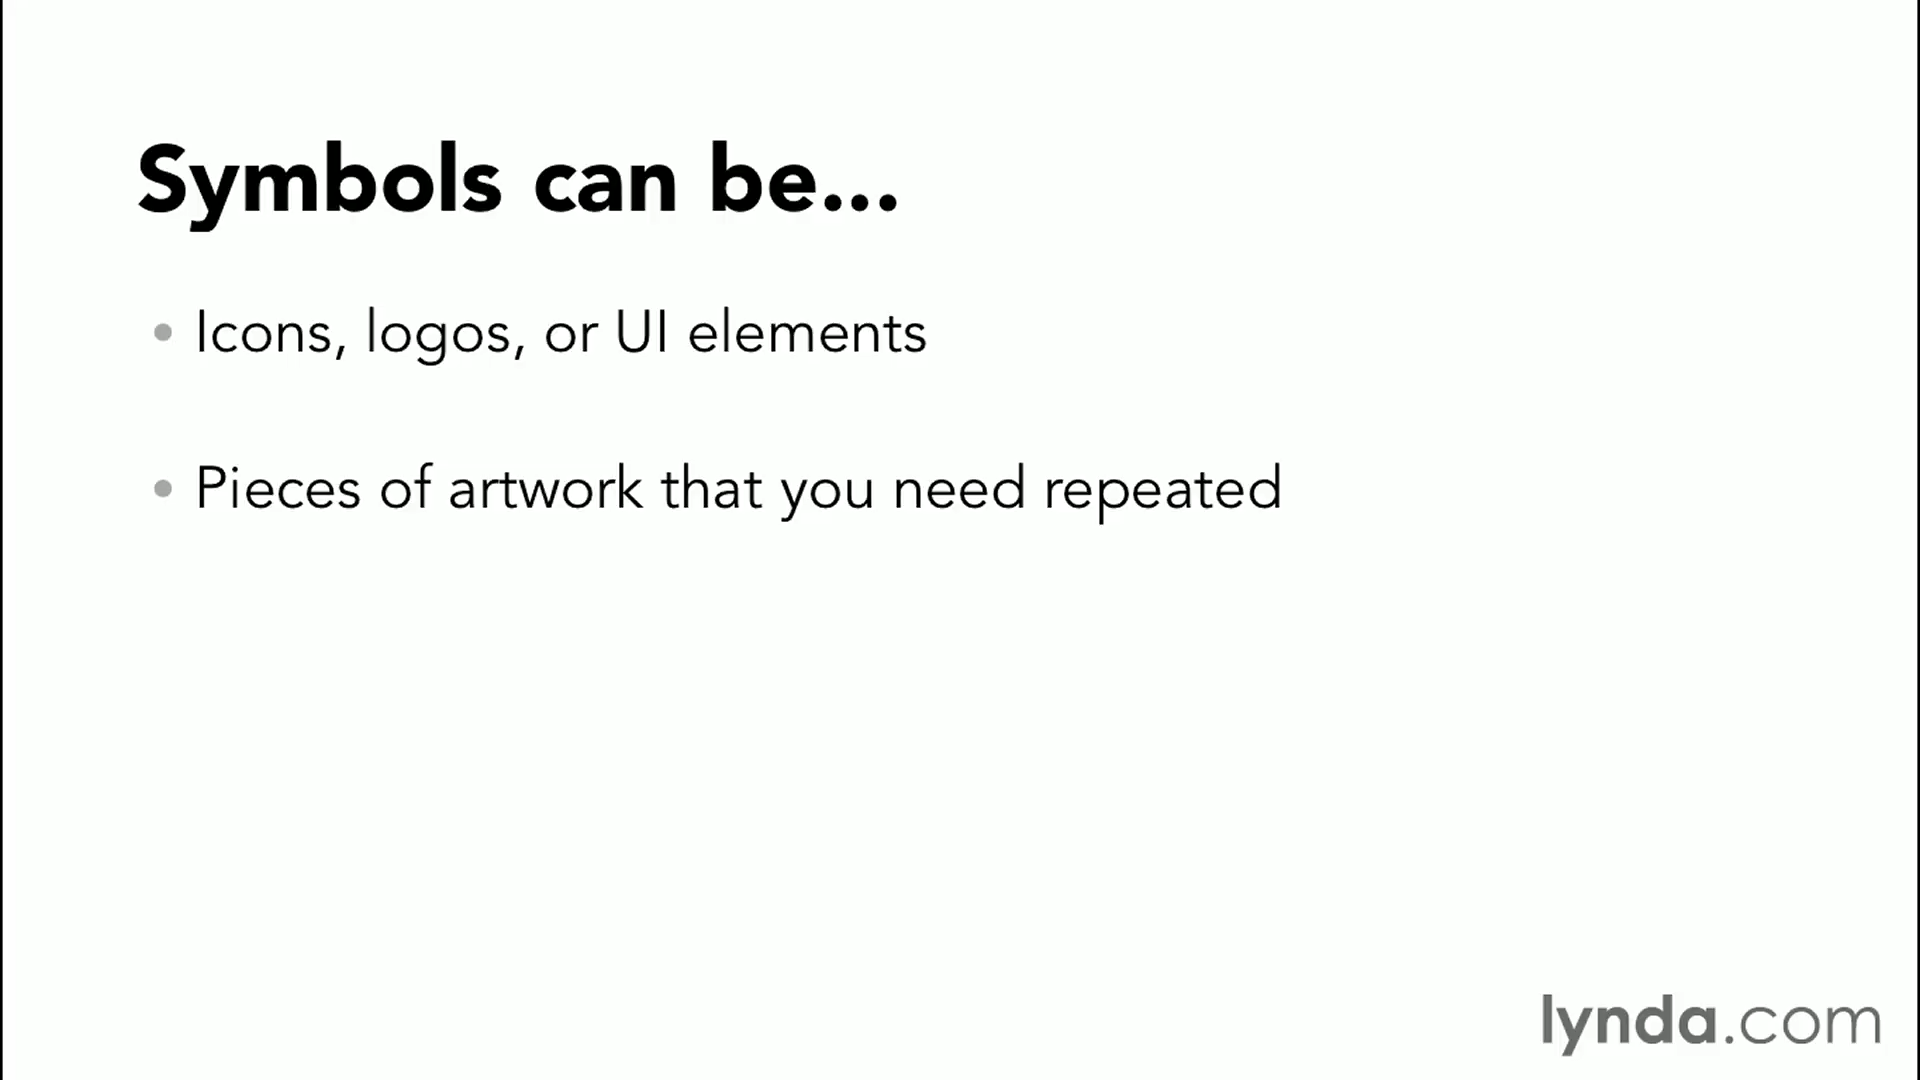 Symbols can be...
• Icons, logos, or UI elements
• Pieces of artwork that you need repeated
lynda.com